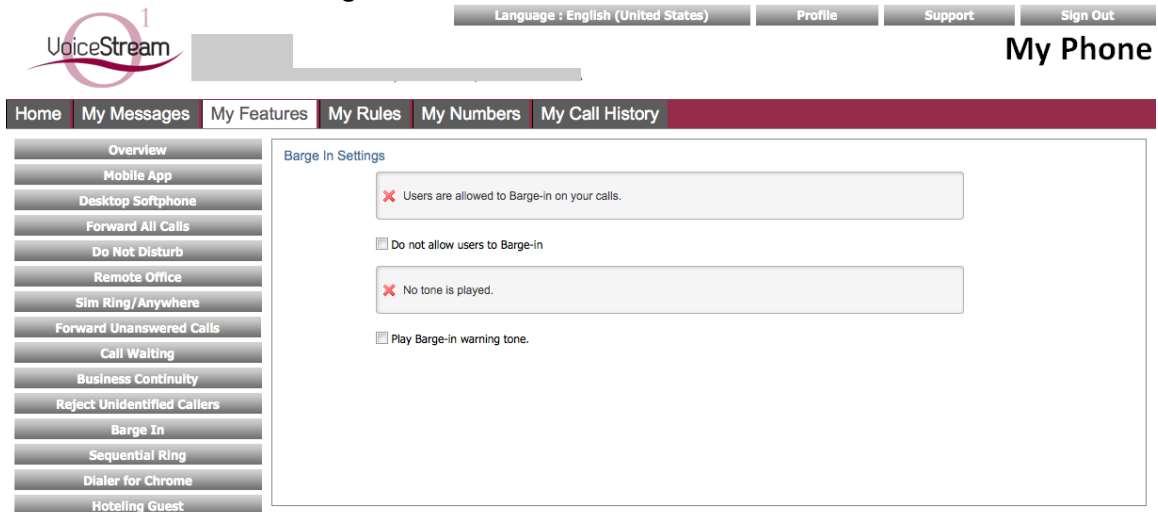 Language : English (United States) Profile Support Sign Out
O1
VoiceStream
My Phone
Home My Messages My Features My Rules My Numbers My Call History
Overview
Mobile App
Desktop Softphone
Forward All Calls
Do Not Disturb
Remote Office
Sim Ring/Anywhere
Forward Unanswered Calls
Call Waiting
Business Continuity
Reject Unidentified Callers
Barge In
Sequential Ring
Dialer for Chrome
Hoteling Guest
Barge In Settings
Users are allowed to Barge-in on your calls.
Do not allow users to Barge-in
No tone is played.
Play Barge-in warning tone.